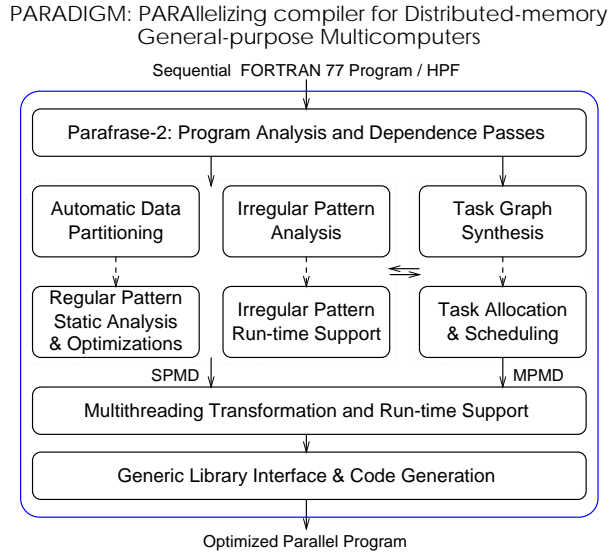 PARADIGM: PARAllelizing compiler for Distributed-memory
General-purpose Multicomputers
Sequential FORTRAN 77 Program / HPF
Parafrase-2: Program Analysis and Dependence Passes
Automatic Data
Partitioning
Irregular Pattern
Analysis
Task Graph
Synthesis
Regular Pattern
Static Analysis
& Optimizations
Irregular Pattern
Run-time Support
Task Allocation
& Scheduling
SPMD
MPMD
Multithreading Transformation and Run-time Support
Generic Library Interface & Code Generation
Optimized Parallel Program